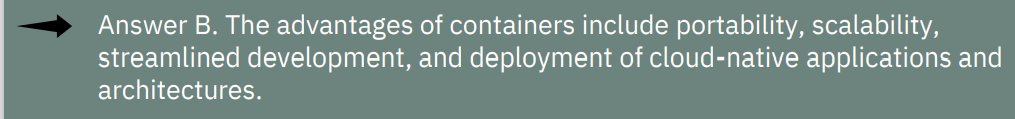 Answer B. The advantages of containers include portability, scalability,
streamlined development, and deployment of cloud-native applications and
architectures.